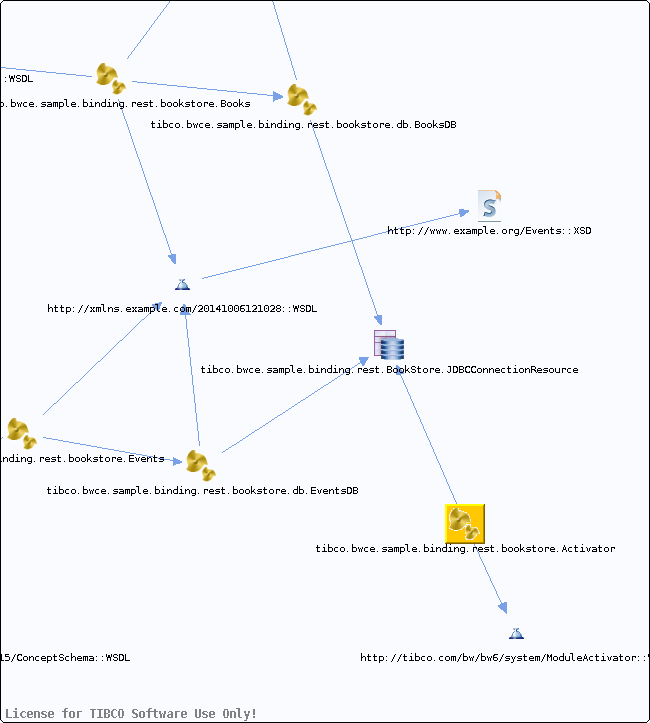 ::WSDL
o.bwce.sample.binding.rest.bookstore.Books
tibco.bwce.sample.binding.rest.bookstore.db.BooksDB
http://www.example.org/Events::XSD
http://xmlns.example.com/20141006121028::WSDL
tibco.bwce.sample.binding.rest.BookStore.JDBCConnectionResource
inding.rest.bookstore.Events
tibco.bwce.sample.binding.rest.bookstore.db.EventsDB
tibco.bwce.sample.binding.rest.bookstore.Activator
15/ConceptSchema::WSDL
http://tibco.com/bw/bw6/system/ModuleActivator::
License for TIBCO Software Use Only!